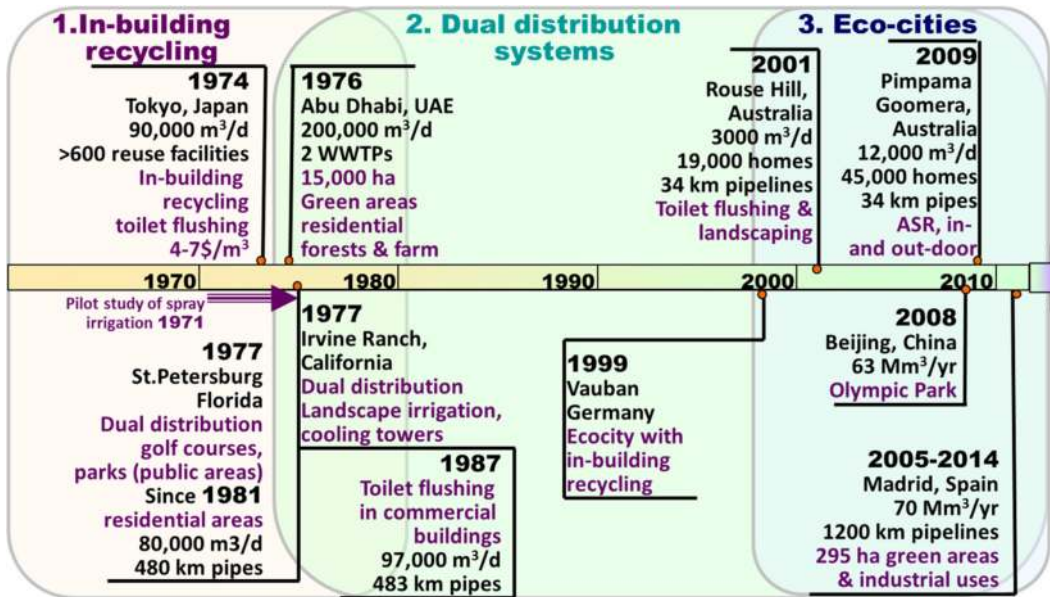 1.In-building
recycling
2. Dual distribution
systems
3. Eco-cities
1974
Tokyo, Japan
90,000 m³/d
>600 reuse facilities
In-building
recycling
toilet flushing
4-7$/m³
1976
Abu Dhabi, UAE
200,000 m³/d
2 WWTPs
15,000 ha
Green areas
residential
forests & farm
2001
Rouse Hill,
Australia
3000 m³/d
19,000 homes
34 km pipelines
Toilet flushing &
landscaping
2009
Pimpama
Goomera,
Australia
12,000 m³/d
45,000 homes
34 km pipes
ASR, in-
and out-door
1970
1980
1990
2000
2010
Pilot study of spray
irrigation 1971
1977
St.Petersburg
Florida
Dual distribution
golf courses,
parks (public areas)
Since 1981
residential areas
80,000 m3/d
480 km pipes
1977
Irvine Ranch,
California
Dual distribution
Landscape irrigation,
cooling towers
1987
Toilet flushing
in commercial
buildings
97,000 m³/d
483 km pipes
1999
Vauban
Germany
Ecocity with
in-building
recycling
2008
Beijing, China
63 Mm³/yr
Olympic Park
2005-2014
Madrid, Spain
70 Mm³/yr
1200 km pipelines
295 ha green areas
& industrial uses